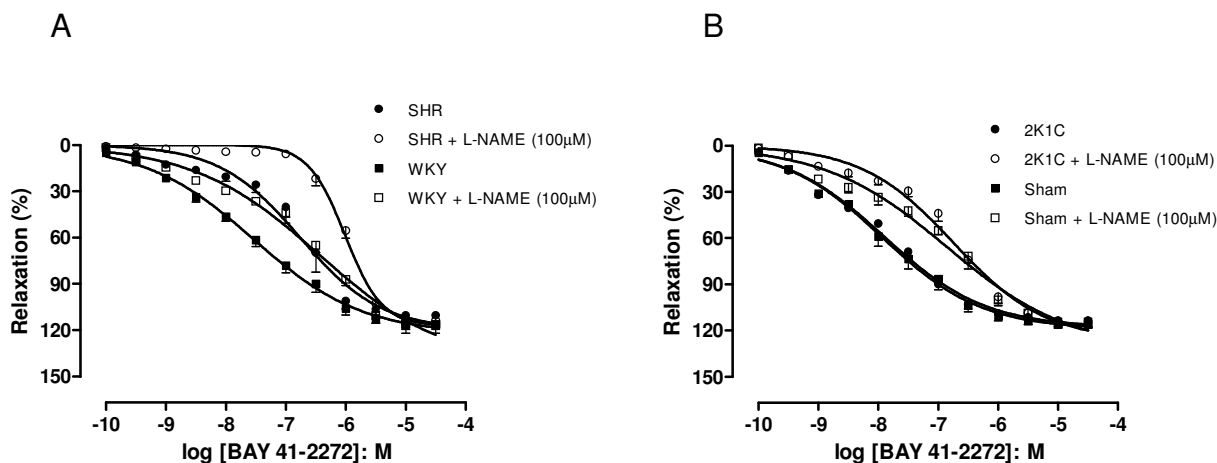 A
SHR
SHR + L-NAME (100µM)
WKY
WKY + L-NAME (100µM)
0
30
60
90
120
150
Relaxation (%)
-10 -9 -8 -7 -6 -5 -4
log [BAY 41-2272]: M
B
2K1C
2K1C + L-NAME (100µM)
Sham
Sham + L-NAME (100µM)
0
30
60
90
120
150
Relaxation (%)
-10 -9 -8 -7 -6 -5 -4
log [BAY 41-2272]: M